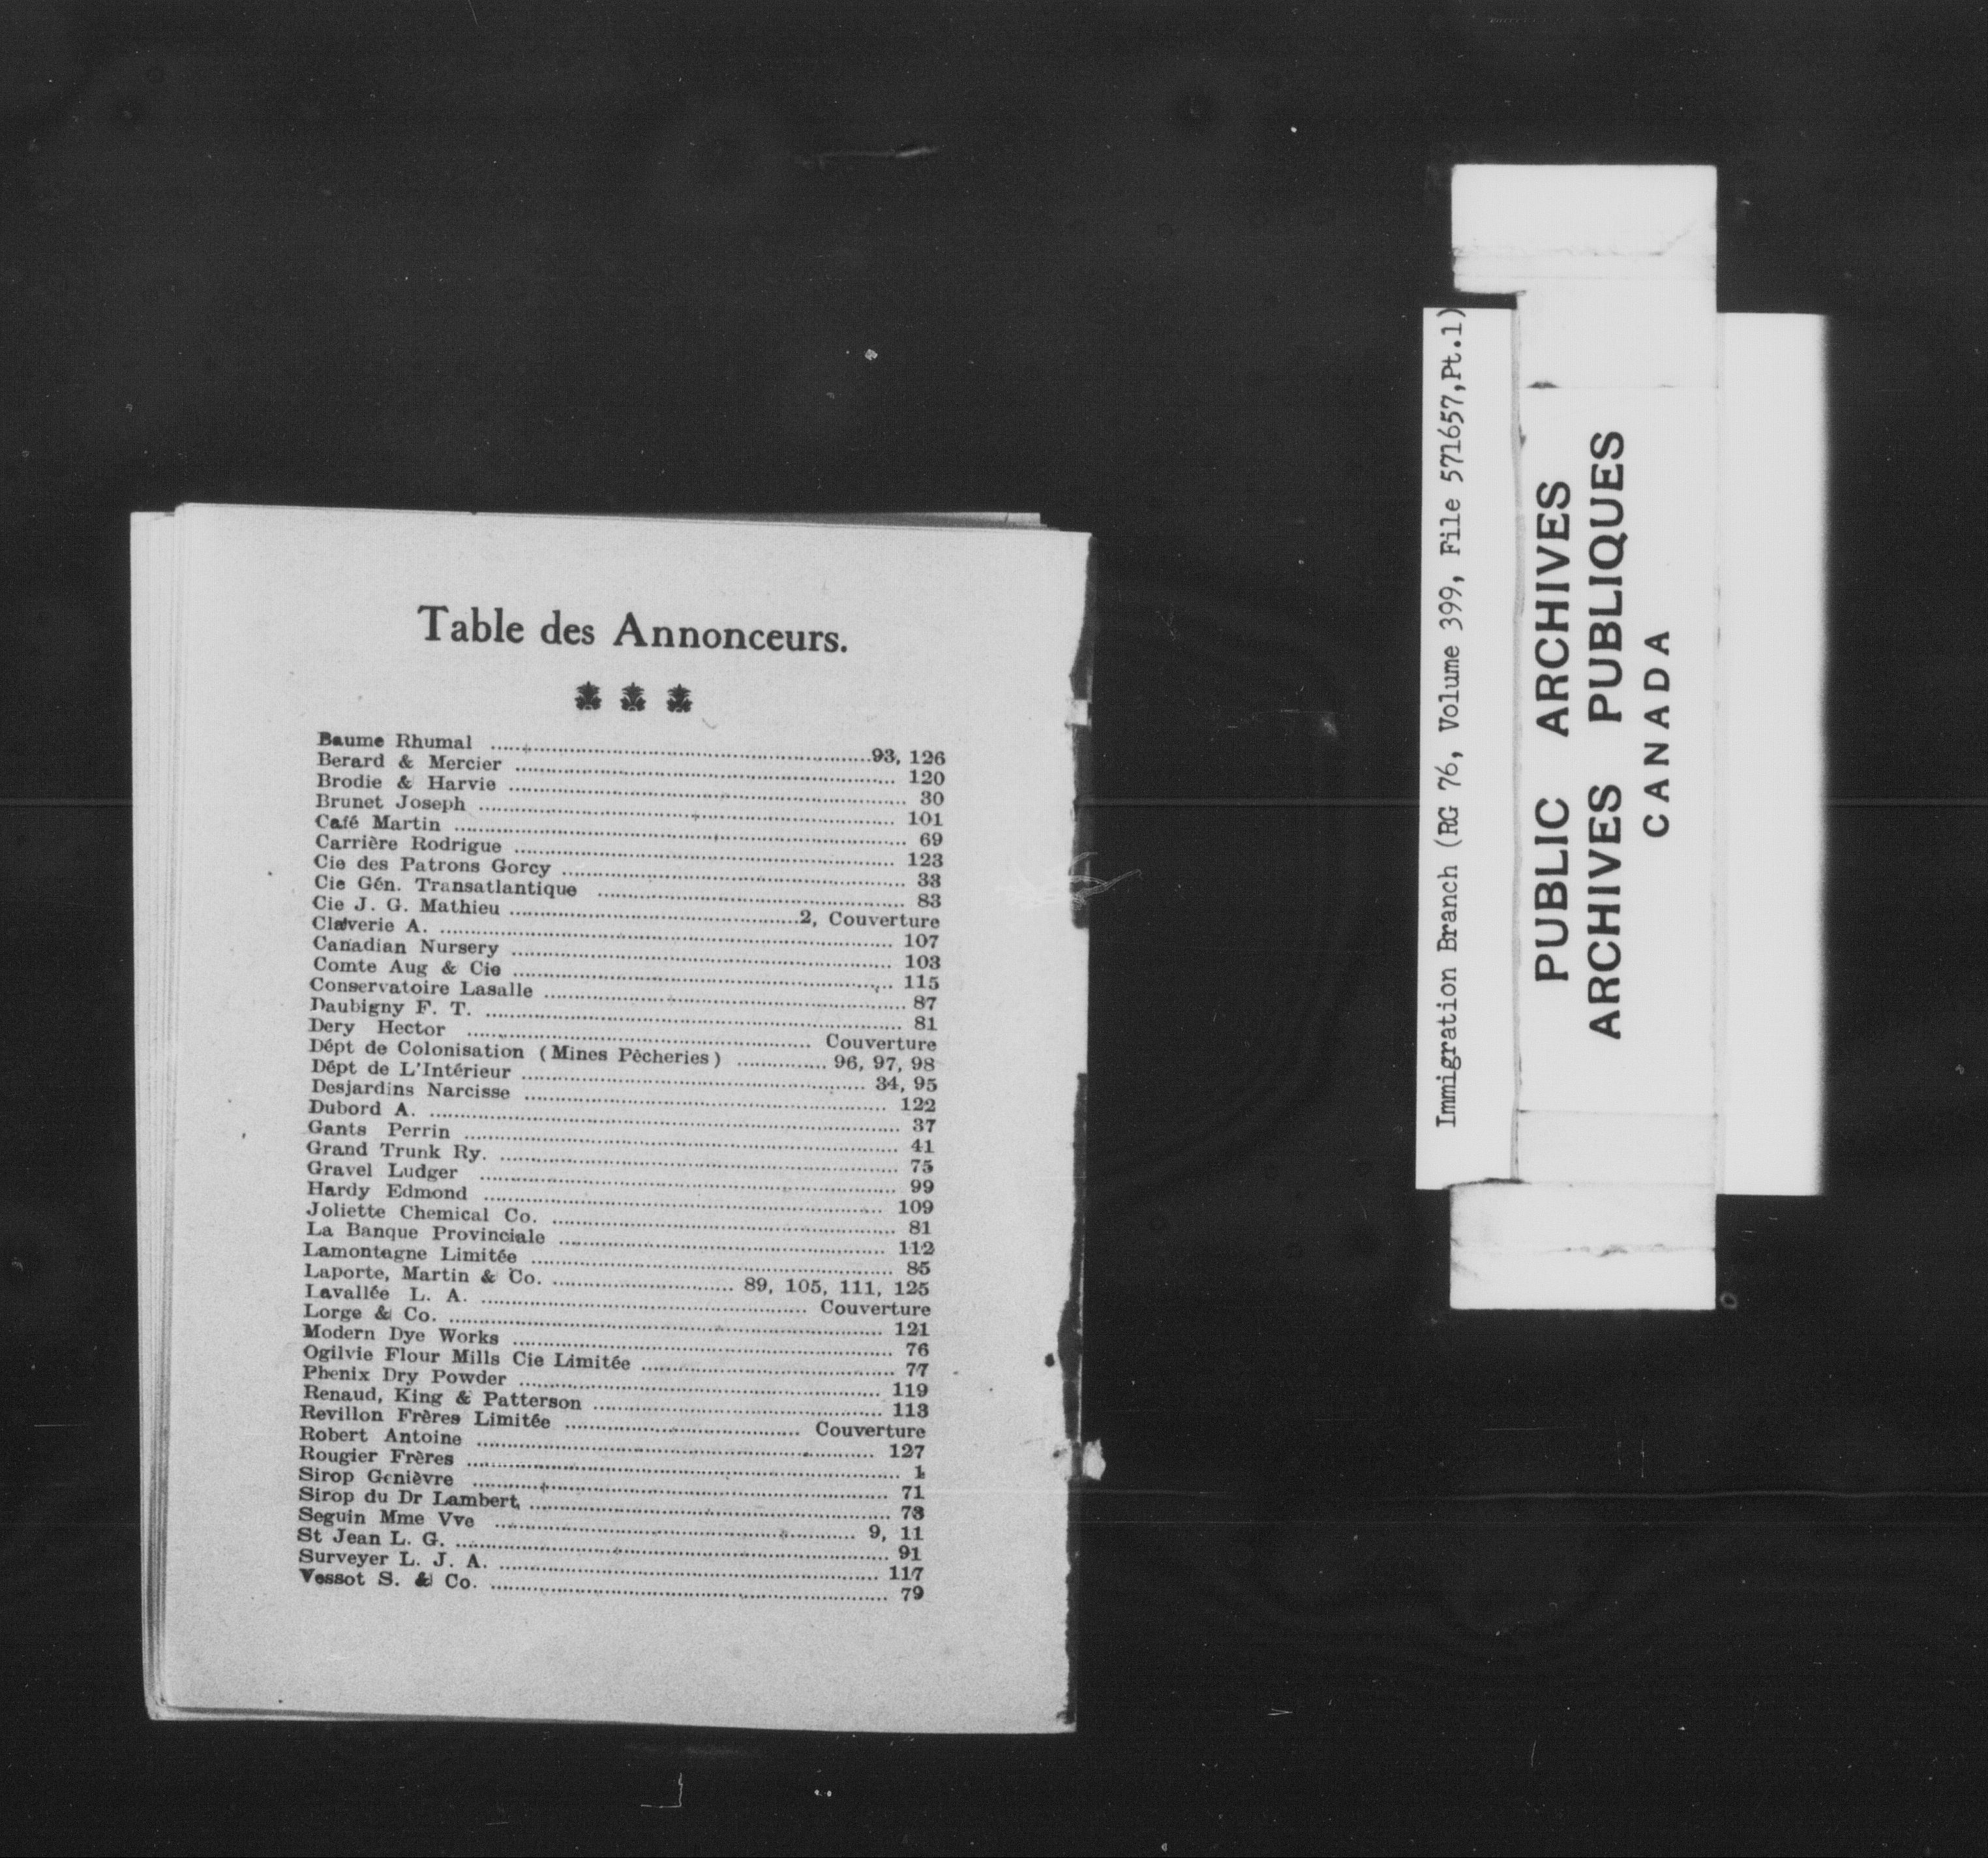 Table des Annonceurs.
Baume Rhumal ........ 93, 126
Berard & Mercier ........ 120
Brodie & Harvie ........ 30
Brunet Joseph ........ 101
Café Martin ........ 69
Carrière Rodrigue ........ 123
Cie des Patrons Gorcy ........ 33
Cie Gén. Transatlantique ........ 83
Cie J. G. Mathieu ........ 2, Couverture
Claverie A. ........ 107
Canadian Nursery ........ 103
Comte Aug & Cie ........ 115
Conservatoire Lasalle ........ 87
Daubigny F. T. ........ 81
Dery Hector ........ Couverture
Dépt de Colonisation (Mines Pêcheries) ........ 96, 97, 98
Dépt de L'Intérieur ........ 34, 95
Desjardins Narcisse ........ 122
Dubord A. ........ 37
Gants Perrin ........ 41
Grand Trunk Ry. ........ 75
Gravel Ludger ........ 99
Hardy Edmond ........ 109
Joliette Chemical Co. ........ 81
La Banque Provinciale ........ 112
Lamontagne Limitée ........ 85
Laporte, Martin & Co. ........ 89, 105, 111, 125
Lavallée L. A. ........ Couverture
Lorge & Co. ........ 121
Modern Dye Works ........ 76
Ogilvie Flour Mills Cie Limitée ........ 77
Phenix Dry Powder ........ 119
Renaud, King & Patterson ........ 113
Revillon Frères Limitée ........ Couverture
Robert Antoine ........ 127
Rougier Frères ........ 1
Sirop Genièvre ........ 71
Sirop du Dr Lambert ........ 73
Seguin Mme Vve ........ 9, 11
St Jean L. G. ........ 91
Surveyer L. J. A. ........ 117
Vessot S. & Co. ........ 79
Immigration Branch (RG 76, Volume 399, File 571657,Pt.1)
PUBLIC ARCHIVES
ARCHIVES PUBLIQUES
CANADA